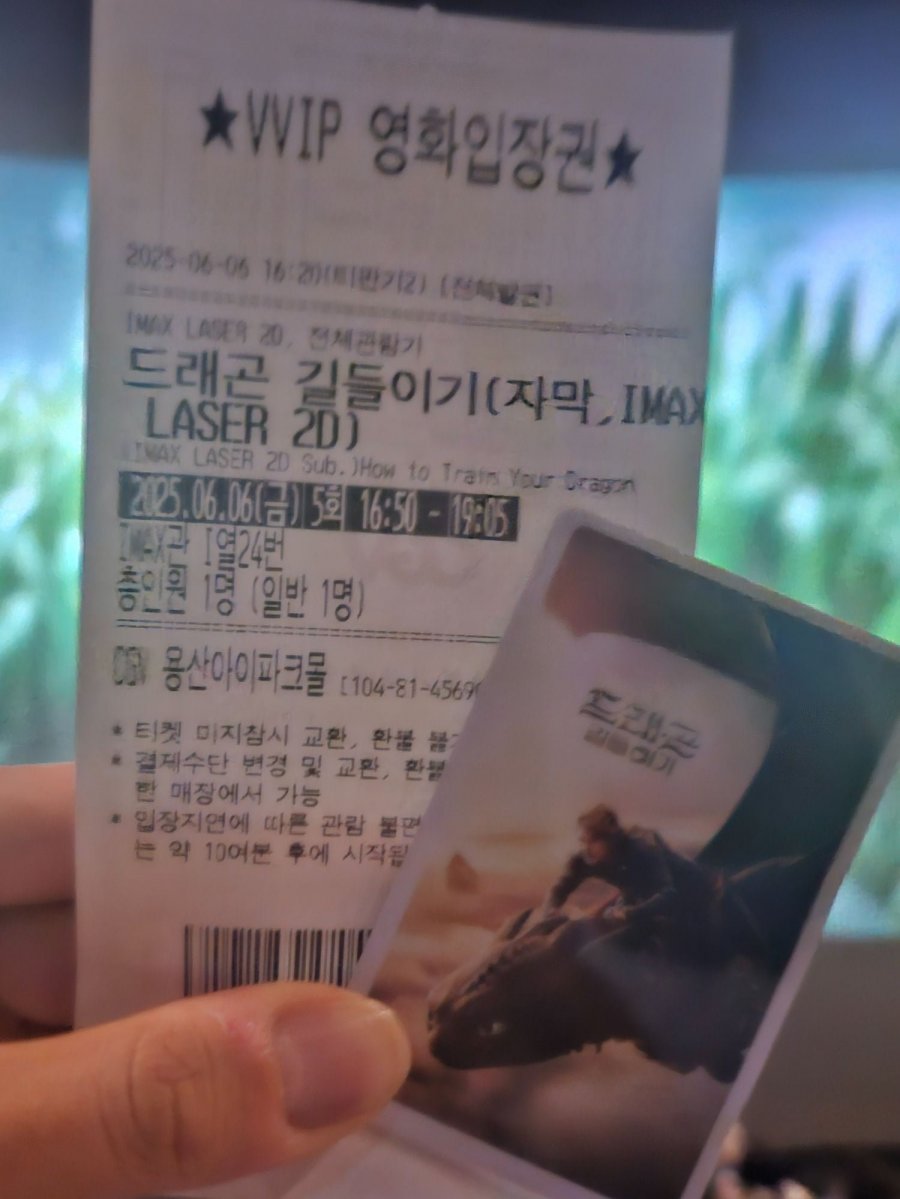 ★VVIP 영화입장권★
2025-06-06 16:20(티판기2) [전체발권]
IMAX LASER 2D, 전체관람가
드래곤 길들이기(자막,IMAX
LASER 2D)
(IMAX LASER 2D Sub.)How to Train Your Dragon
2025.06.06(금) 5회 16:50 - 19:05
IMAX관 I열24번
총인원 1명 (일반 1명)
CGV 용산아이파크몰 [104-81-4569
* 티켓 미지참시 교환, 환불 불
* 결제수단 변경 및 교환, 환불
한 매장에서 가능
* 입장지연에 따른 관람 불편
는 약 10여분 후에 시작됩
드래곤
길들이기